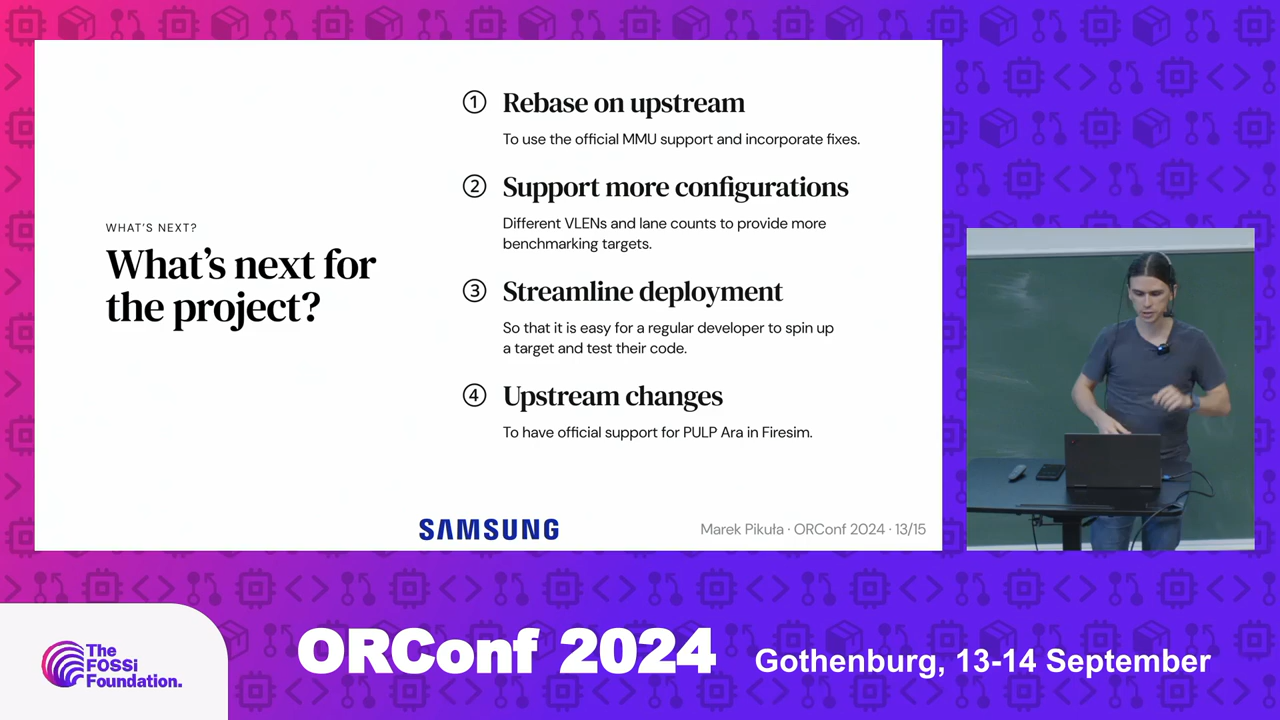 WHAT'S NEXT?
What's next for
the project?
1 Rebase on upstream
To use the official MMU support and incorporate fixes.
2 Support more configurations
Different VLENs and lane counts to provide more
benchmarking targets.
3 Streamline deployment
So that it is easy for a regular developer to spin up
a target and test their code.
4 Upstream changes
To have official support for PULP Ara in Firesim.
SAMSUNG
Marek Pikuła · ORConf 2024 · 13/15
The
FOSSi
Foundation.
ORConf 2024
Gothenburg, 13-14 September